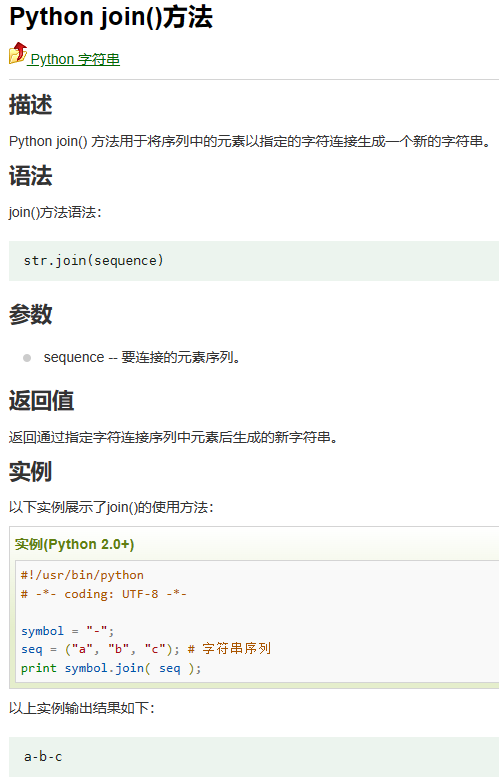 Python join()方法
Python 字符串
描述
Python join() 方法用于将序列中的元素以指定的字符连接生成一个新的字符串。
语法
join()方法语法：
str.join(sequence)
参数
sequence -- 要连接的元素序列。
返回值
返回通过指定字符连接序列中元素后生成的新字符串。
实例
以下实例展示了join()的使用方法：
实例(Python 2.0+)
#!/usr/bin/python
# -*- coding: UTF-8 -*-
symbol = "-";
seq = ("a", "b", "c"); # 字符串序列
print symbol.join( seq );
以上实例输出结果如下：
a-b-c